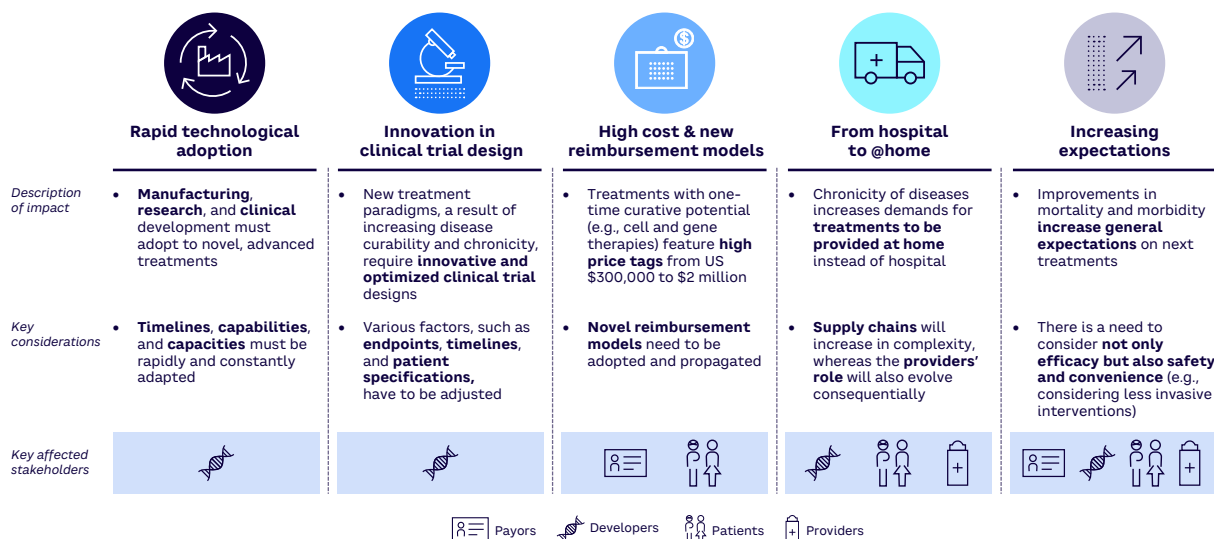 $
Rapid technological
adoption
Innovation in
clinical trial design
High cost & new
reimbursement models
From hospital
to @home
Increasing
expectations
Description
of impact
• Manufacturing,
research, and clinical
development must
adopt to novel, advanced
treatments
• New treatment
paradigms, a result of
increasing disease
curability and chronicity,
require innovative and
optimized clinical trial
designs
• Treatments with one-
time curative potential
(e.g., cell and gene
therapies) feature high
price tags from US
$300,000 to $2 million
• Chronicity of diseases
increases demands for
treatments to be
provided at home
instead of hospital
• Improvements in
mortality and morbidity
increase general
expectations on next
treatments
Key
considerations
• Timelines, capabilities,
and capacities must be
rapidly and constantly
adapted
• Various factors, such as
endpoints, timelines,
and patient
specifications,
have to be adjusted
• Novel reimbursement
models need to be
adopted and propagated
• Supply chains will
increase in complexity,
whereas the providers’
role will also evolve
consequentially
• There is a need to
consider not only
efficacy but also safety
and convenience (e.g.,
considering less invasive
interventions)
Key affected
stakeholders
Payors
Developers
Patients
Providers